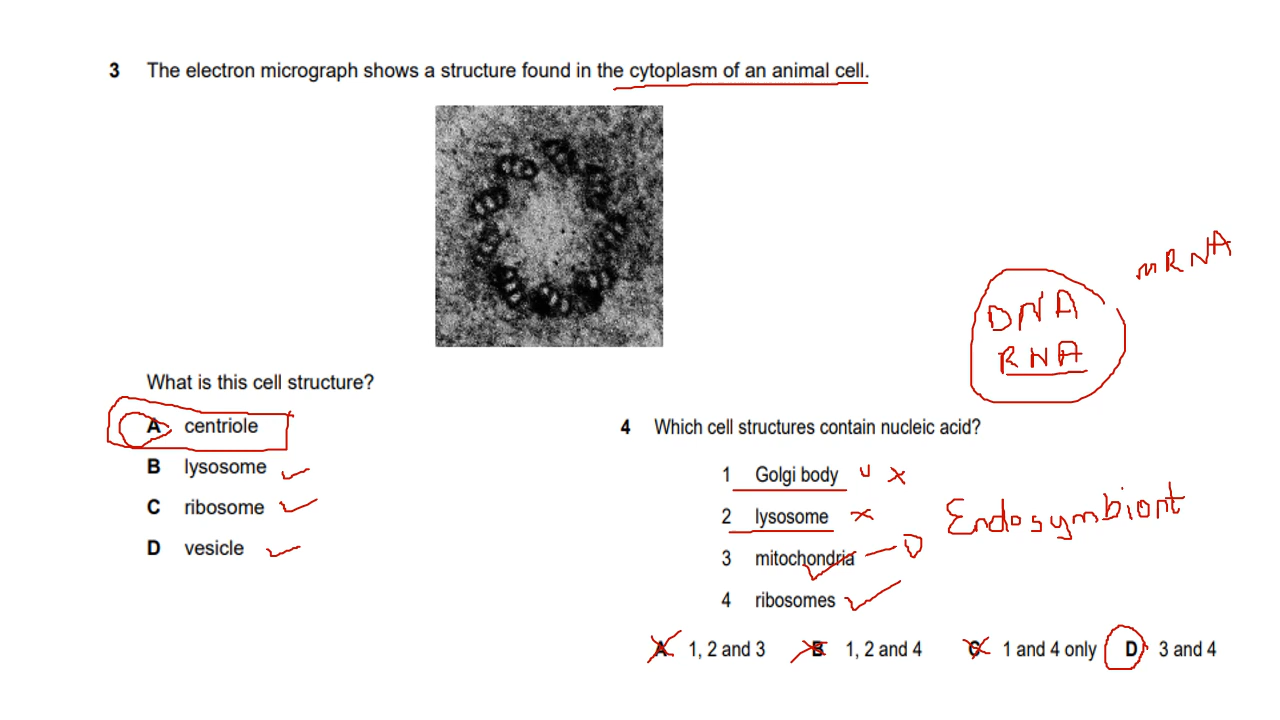 3 The electron micrograph shows a structure found in the cytoplasm of an animal cell.
mRNA
DNA
RNA
What is this cell structure?
A centriole
B lysosome
C ribosome
D vesicle
4 Which cell structures contain nucleic acid?
1 Golgi body
2 lysosome
3 mitochondria
4 ribosomes
Endosymbiont
A 1, 2 and 3 B 1, 2 and 4 C 1 and 4 only D 3 and 4